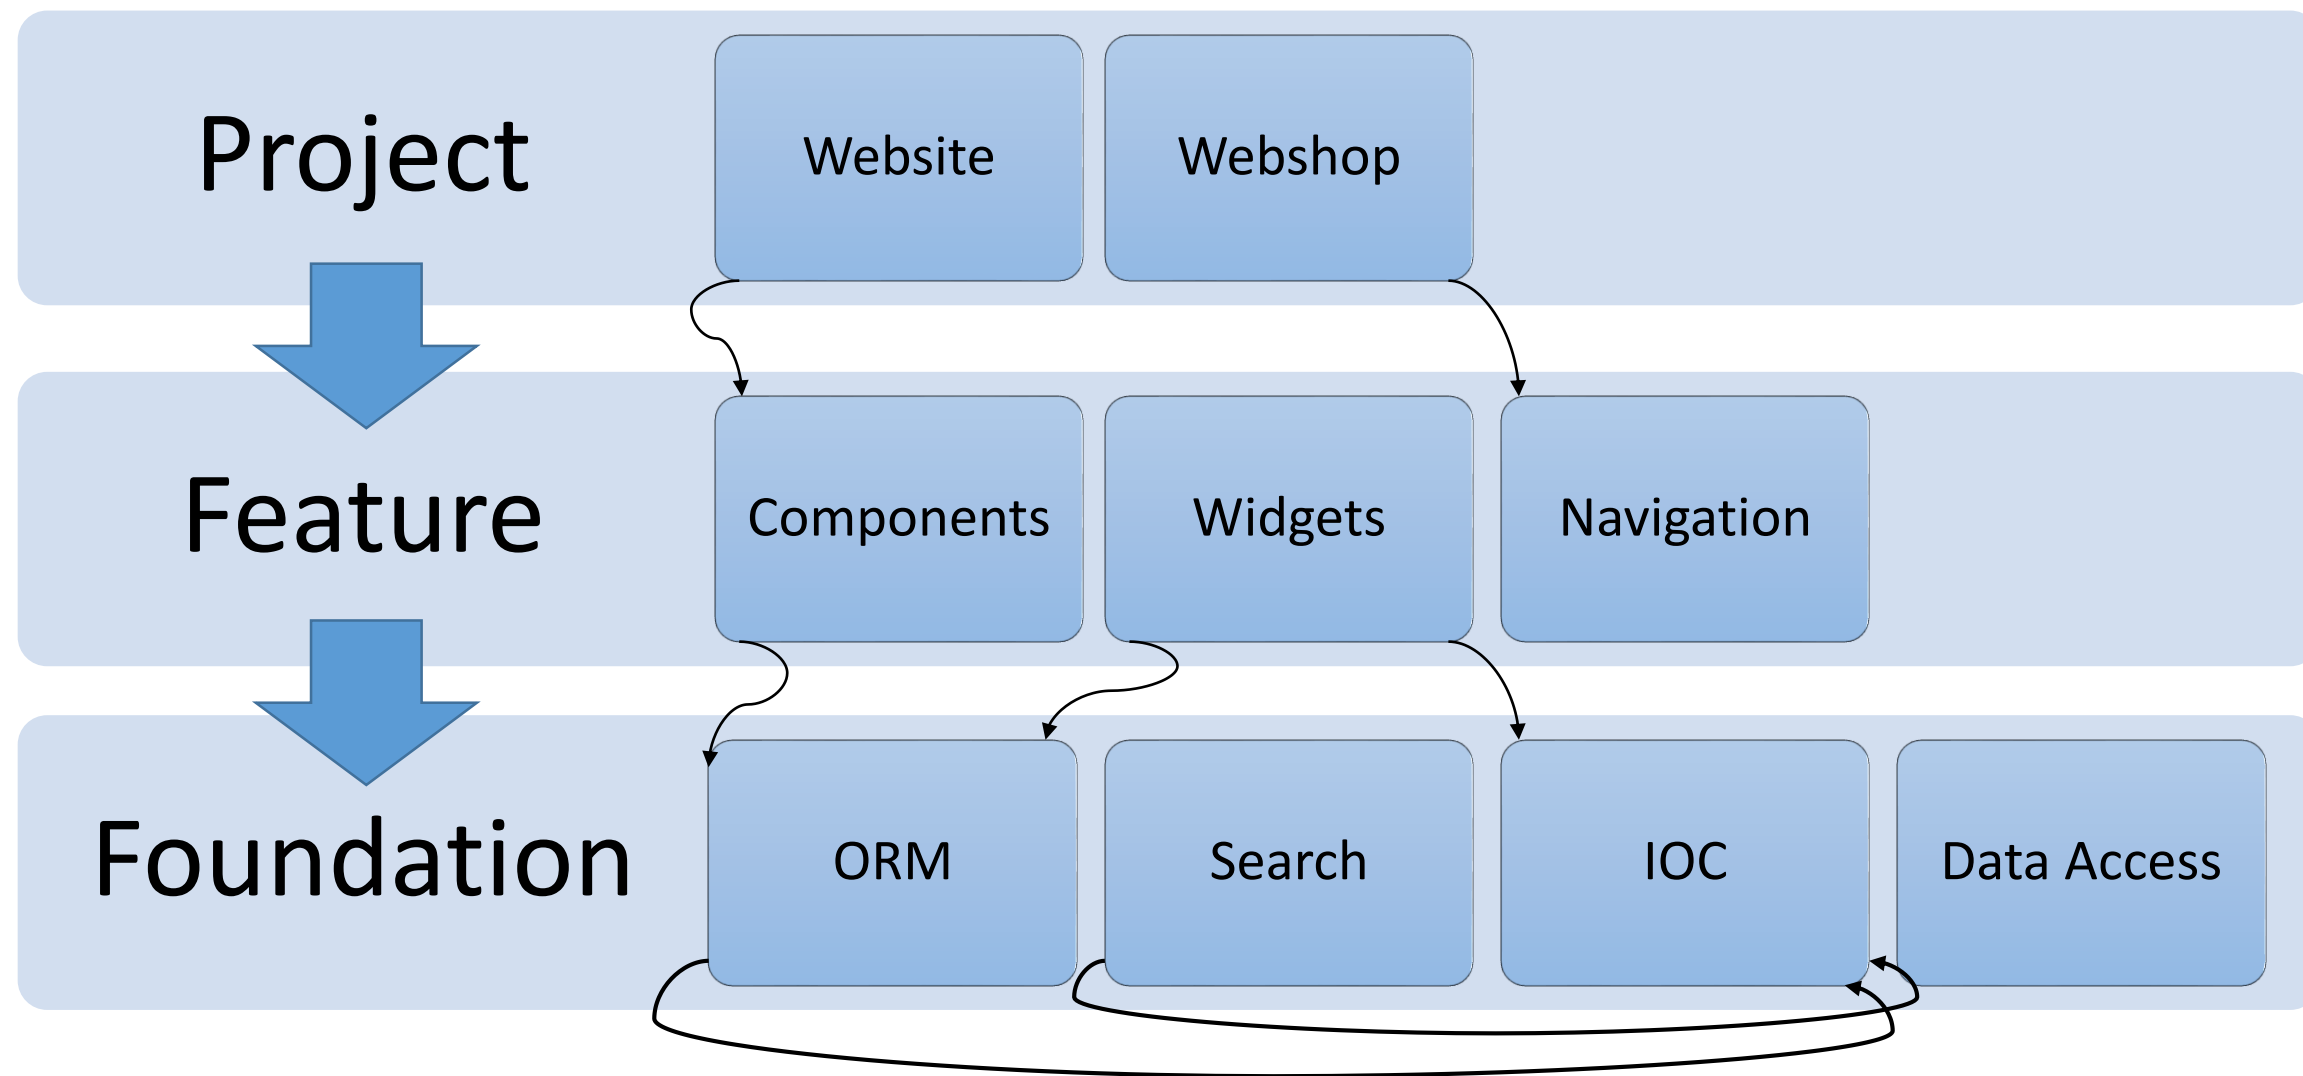 Project
Website
Webshop
Feature
Components
Widgets
Navigation
Foundation
ORM
Search
IOC
Data Access